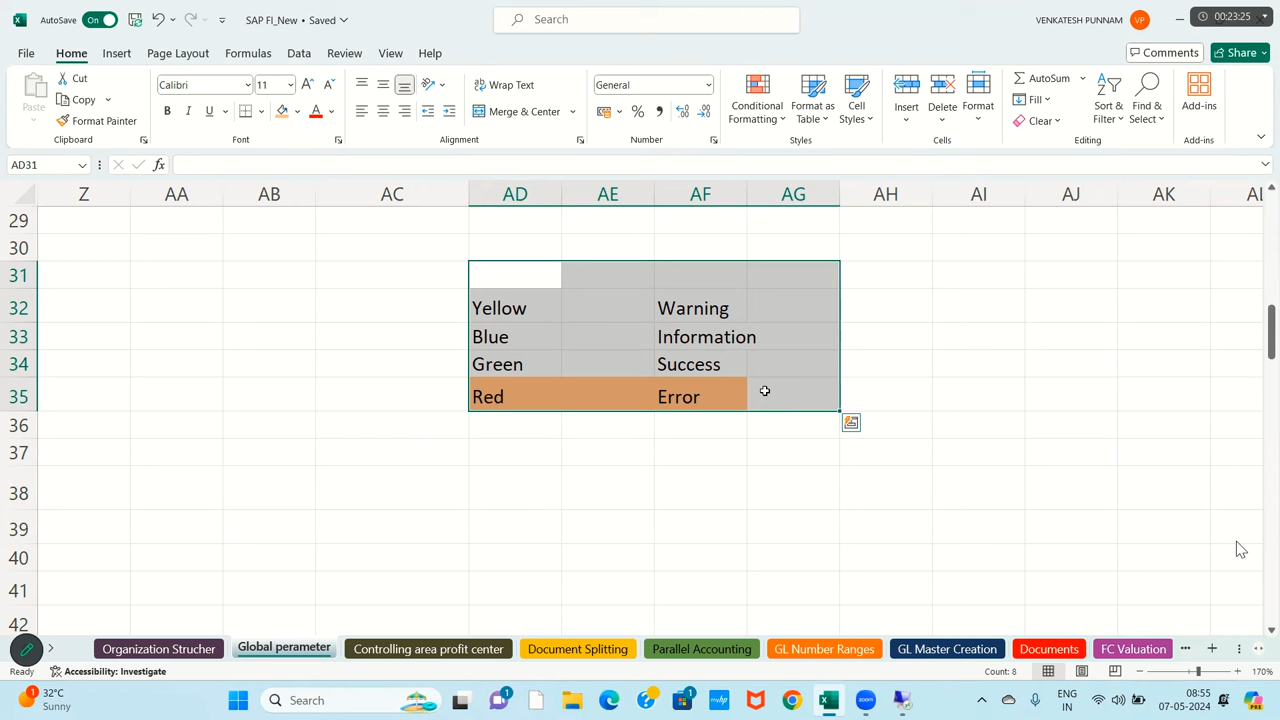 AutoSave On SAP FI_New • Saved Search VENKATESH PUNNAM VP 00:23:25
File Home Insert Page Layout Formulas Data Review View Help Comments Share
Paste Cut Copy Format Painter Clipboard
Calibri 11 B I U A Font
Wrap Text Merge & Center Alignment
General % Number
Conditional Formatting Format as Table Cell Styles Styles
Insert Delete Format Cells
AutoSum Fill Clear Sort & Filter Find & Select Editing
Add-ins Add-ins
AD31 fx
Z AA AB AC AD AE AF AG AH AI AJ AK AL
29
30
31
32 Yellow Warning
33 Blue Information
34 Green Success
35 Red Error
36
37
38
39
40
41
42
Organization Strucher Global perameter Controlling area profit center Document Splitting Parallel Accounting GL Number Ranges GL Master Creation Documents FC Valuation
Ready Accessibility: Investigate Count: 8 170%
1 32°C Sunny Search 1 zoom ENG IN 08:55 07-05-2024 PRE